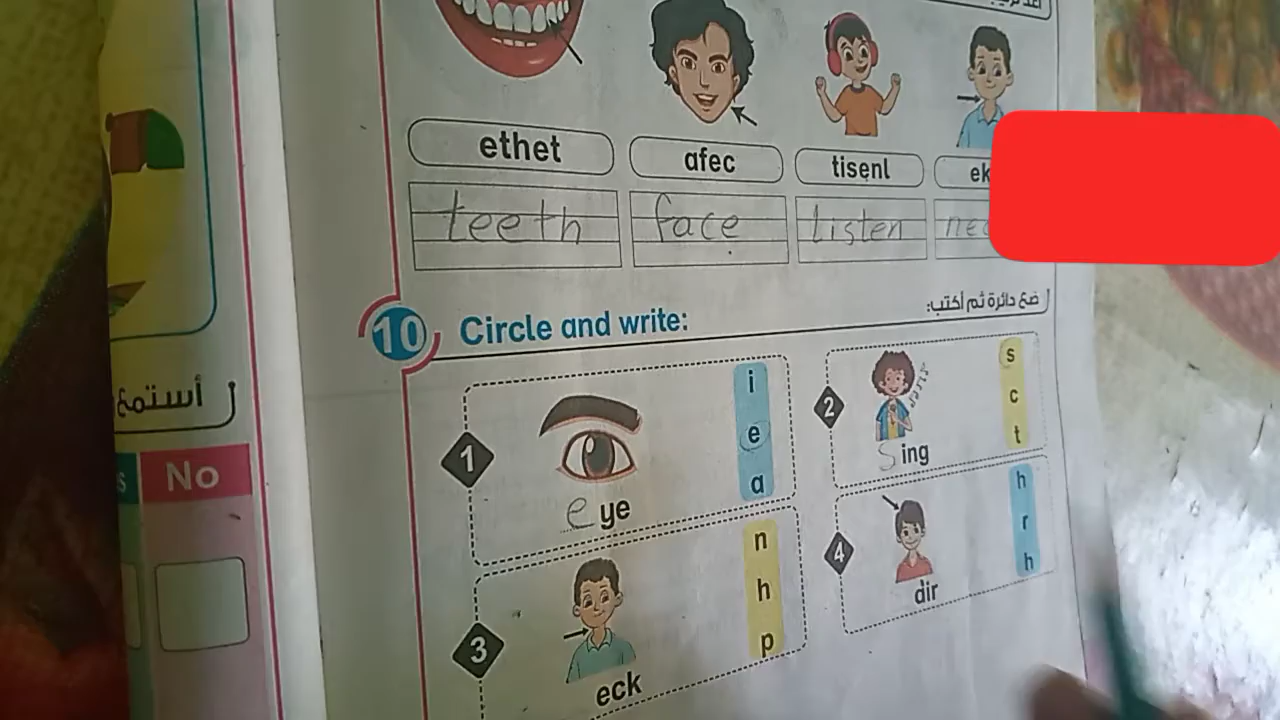 ethet afec tisenl ek
teeth face listen
10 Circle and write: ضع دائرة ثم أكتب:
أستمع
No
1 eye i e a
2 Sing s c t
3 eck n h p
4 dir h r h